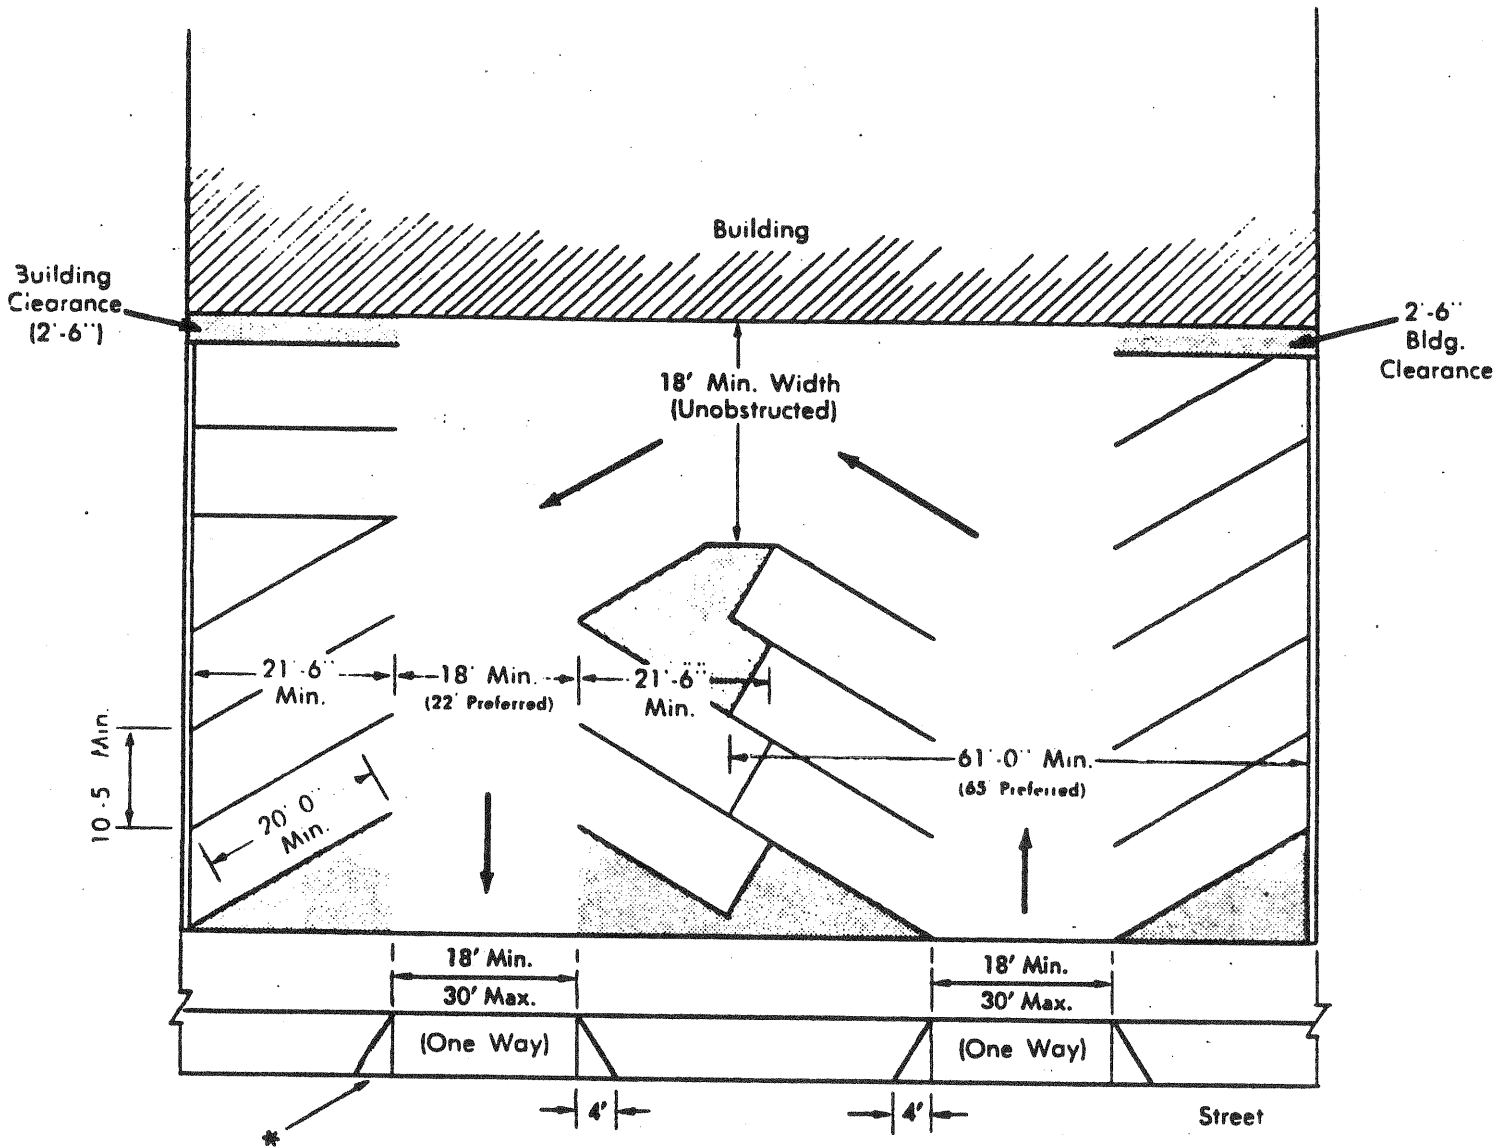 Building
Building
Clearance
(2'-6")
2'-6"
Bldg.
Clearance
18' Min. Width
(Unobstructed)
21'-6"
Min.
18' Min.
(22' Preferred)
21'-6"
Min.
10-5 Min.
61'-0" Min.
(65' Preferred)
20' 0"
Min.
18' Min.
30' Max.
(One Way)
18' Min.
30' Max.
(One Way)
4'
4'
Street
*